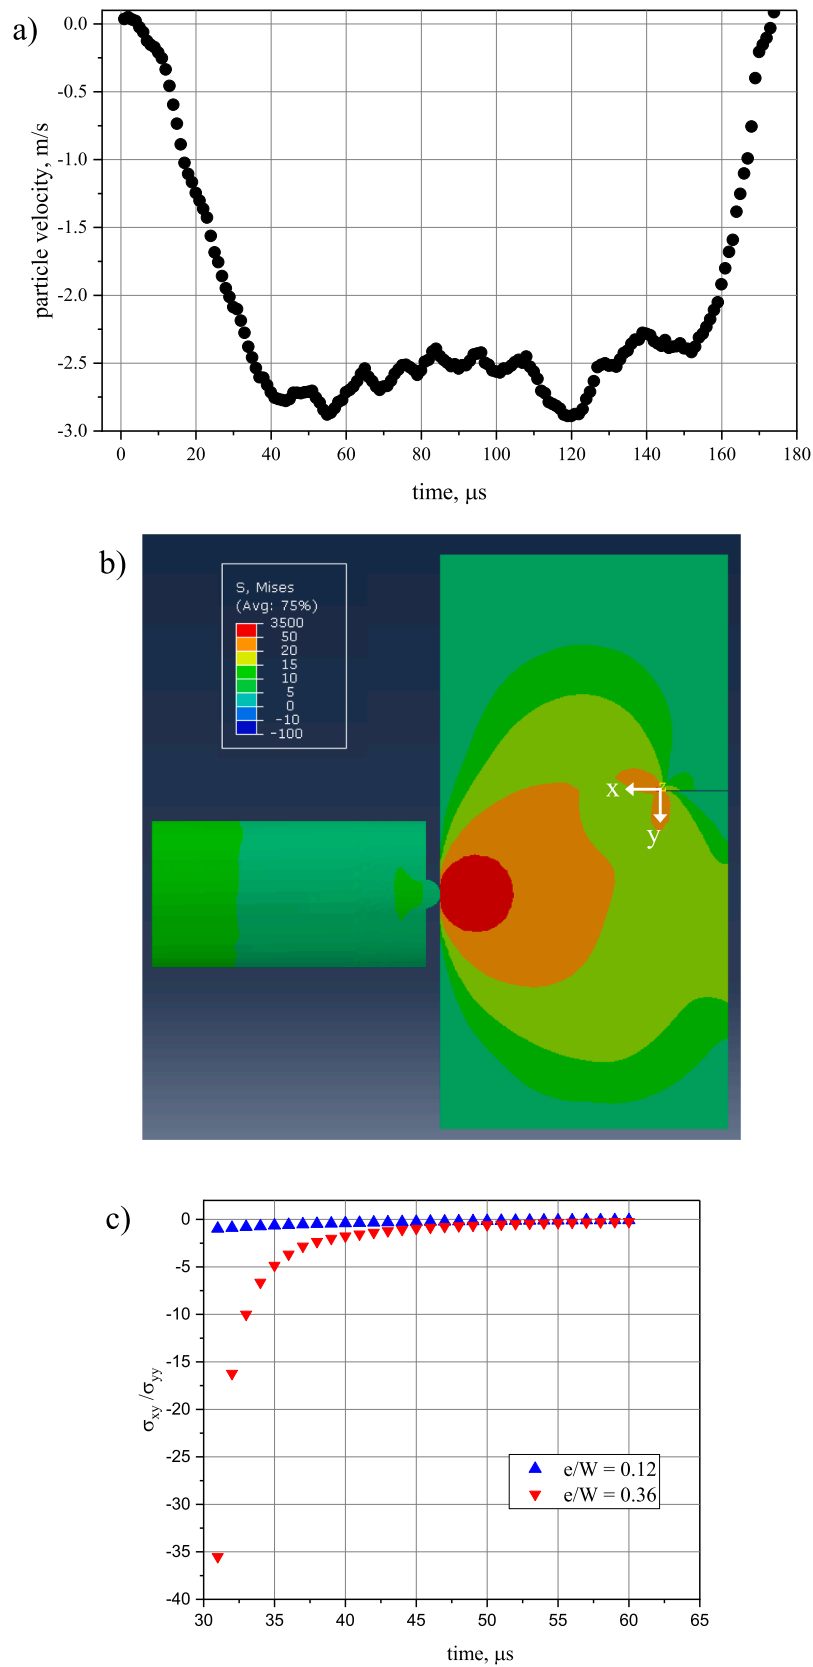 a)
0.0
-0.5
-1.0
-1.5
-2.0
-2.5
-3.0
particle velocity, m/s
0 20 40 60 80 100 120 140 160 180
time, μs
b)
S, Mises
(Avg: 75%)
3500
50
20
15
10
5
0
-10
-100
x
z
y
c)
0
-5
-10
-15
-20
-25
-30
-35
-40
σxy/σyy
e/W = 0.12
e/W = 0.36
30 35 40 45 50 55 60 65
time, μs